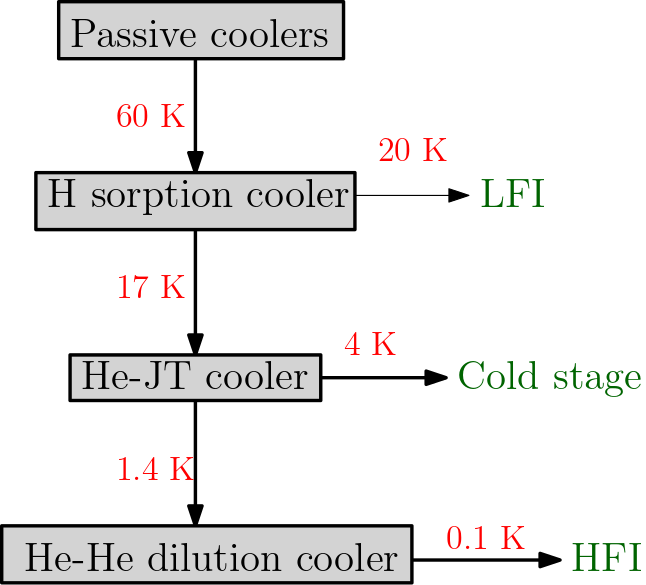 Passive coolers
60 K
20 K
H sorption cooler
LFI
17 K
4 K
He-JT cooler
Cold stage
1.4 K
0.1 K
He-He dilution cooler
HFI